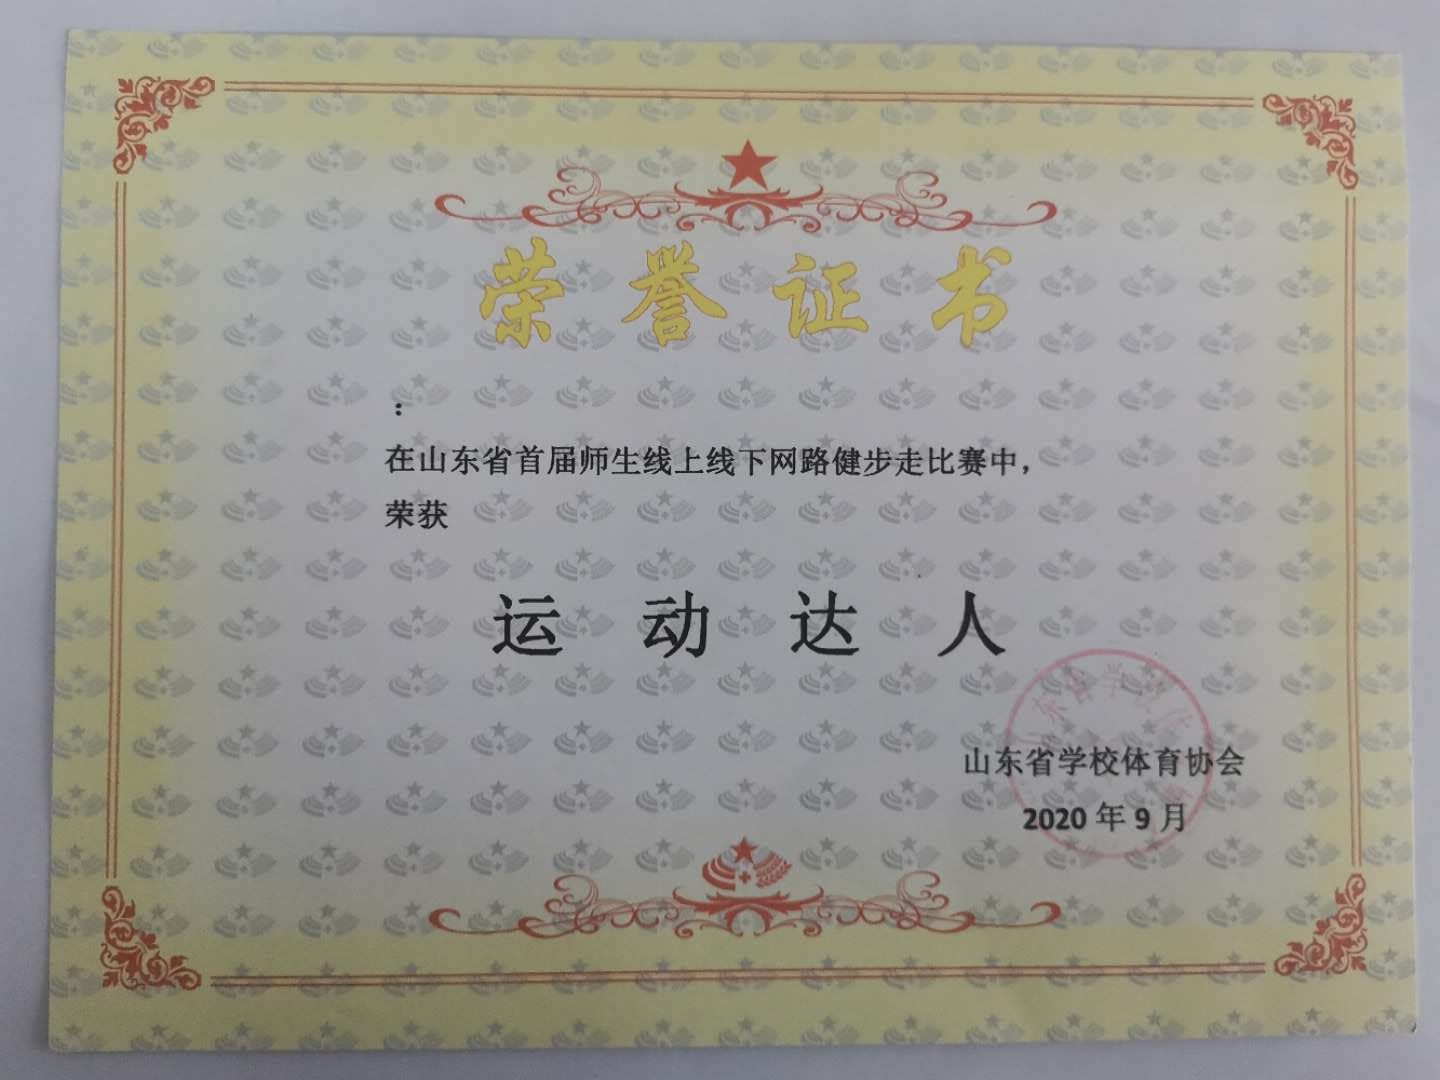 荣誉证书
：
在山东省首届师生线上线下网路健步走比赛中，
荣获
运动达人
山东省学校体育协会
2020年9月